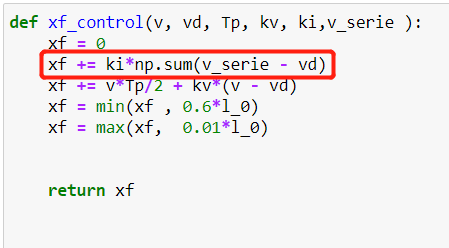 def xf_control(v, vd, Tp, kv, ki,v_serie ):
xf = 0
xf += ki*np.sum(v_serie - vd)
xf += v*Tp/2 + kv*(v - vd)
xf = min(xf , 0.6*l_0)
xf = max(xf,  0.01*l_0)
return xf